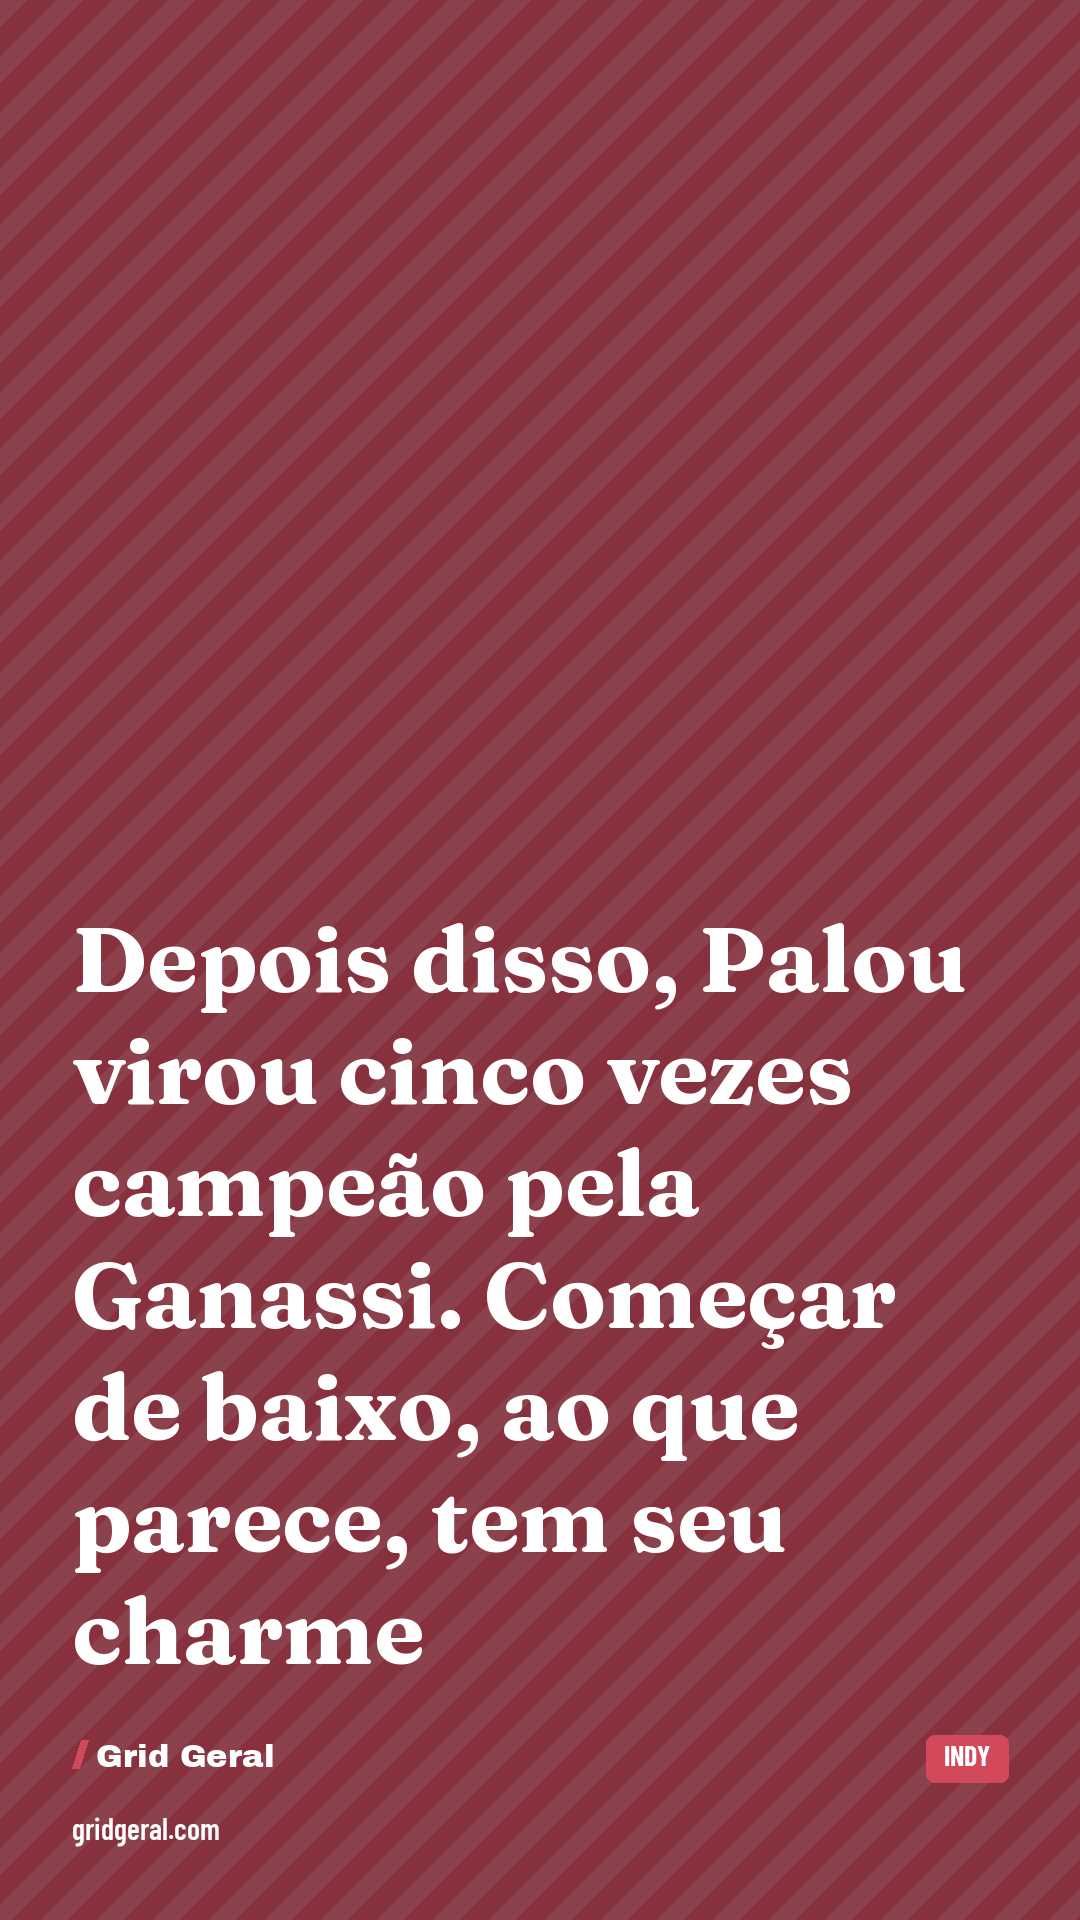 Depois disso, Palou
virou cinco vezes
campeão pela
Ganassi. Começar
de baixo, ao que
parece, tem seu
charme
/ Grid Geral
INDY
gridgeral.com